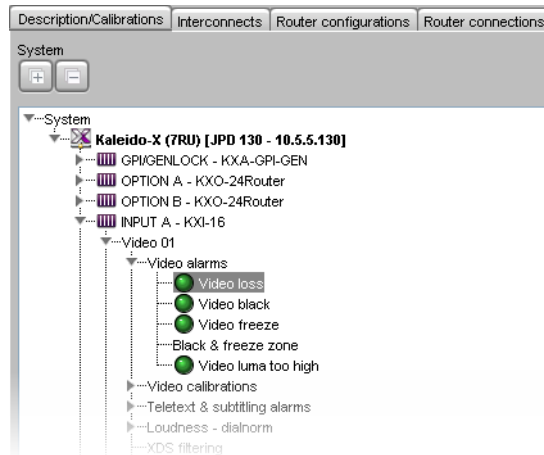 Description/Calibrations Interconnects Router configurations Router connections
System
System
Kaleido-X (7RU) [JPD 130 - 10.5.5.130]
GPI/GENLOCK - KXA-GPI-GEN
OPTION A - KXO-24Router
OPTION B - KXO-24Router
INPUT A - KXI-16
Video 01
Video alarms
Video loss
Video black
Video freeze
Black & freeze zone
Video luma too high
Video calibrations
Teletext & subtitling alarms
Loudness - dialnorm
XDS filtering